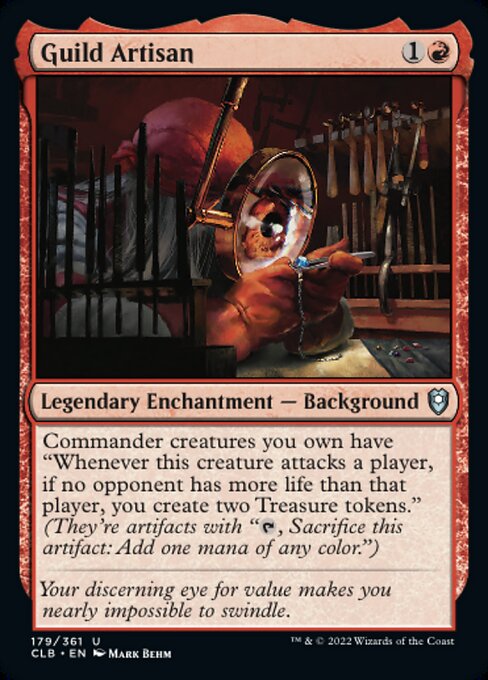 Guild Artisan 1
Legendary Enchantment — Background
Commander creatures you own have
“Whenever this creature attacks a player,
if no opponent has more life than that
player, you create two Treasure tokens.”
(They’re artifacts with “, Sacrifice this
artifact: Add one mana of any color.”)
Your discerning eye for value makes you
nearly impossible to swindle.
179/361 U
CLB • EN Mark Behm
™ & © 2022 Wizards of the Coast